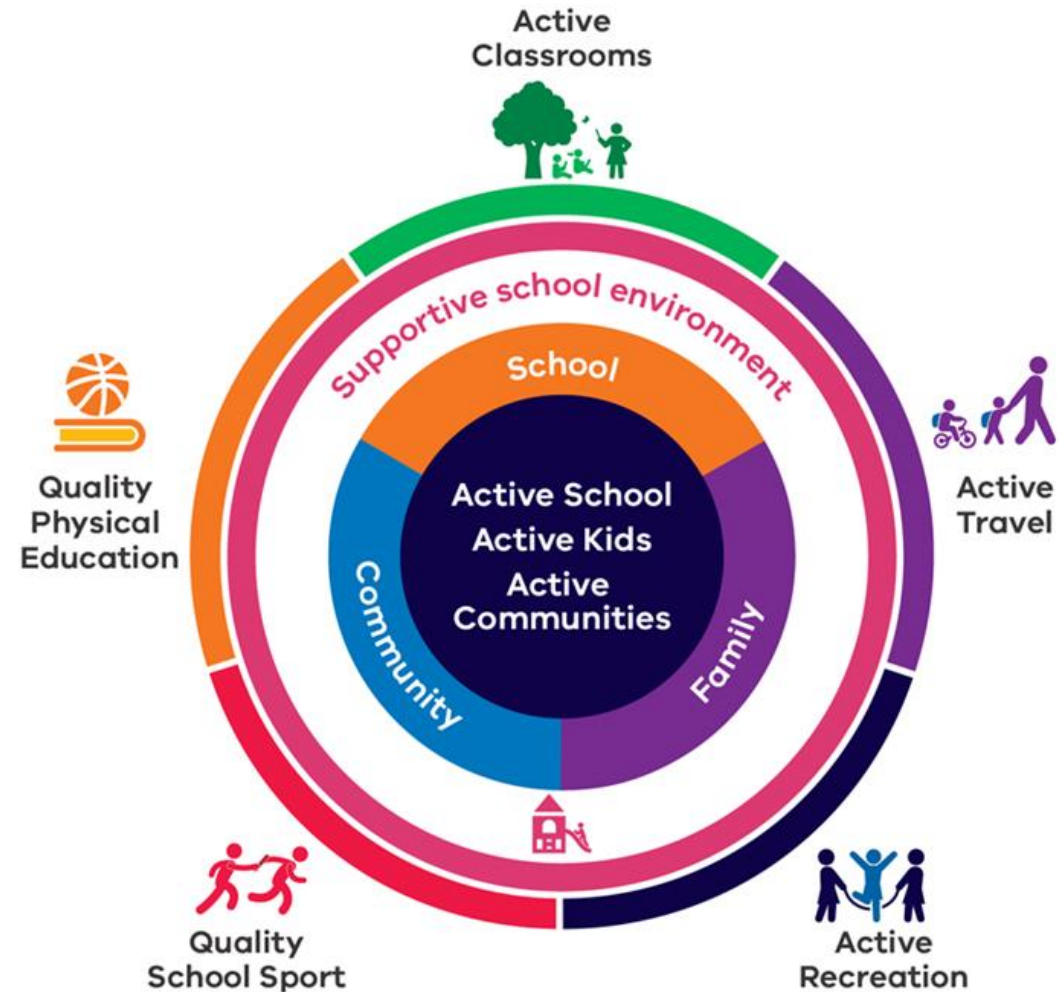 Active
Classrooms
Supportive school environment
School
Active School
Active Kids
Active
Communities
Community
Family
Quality
Physical
Education
Active
Travel
Quality
School Sport
Active
Recreation